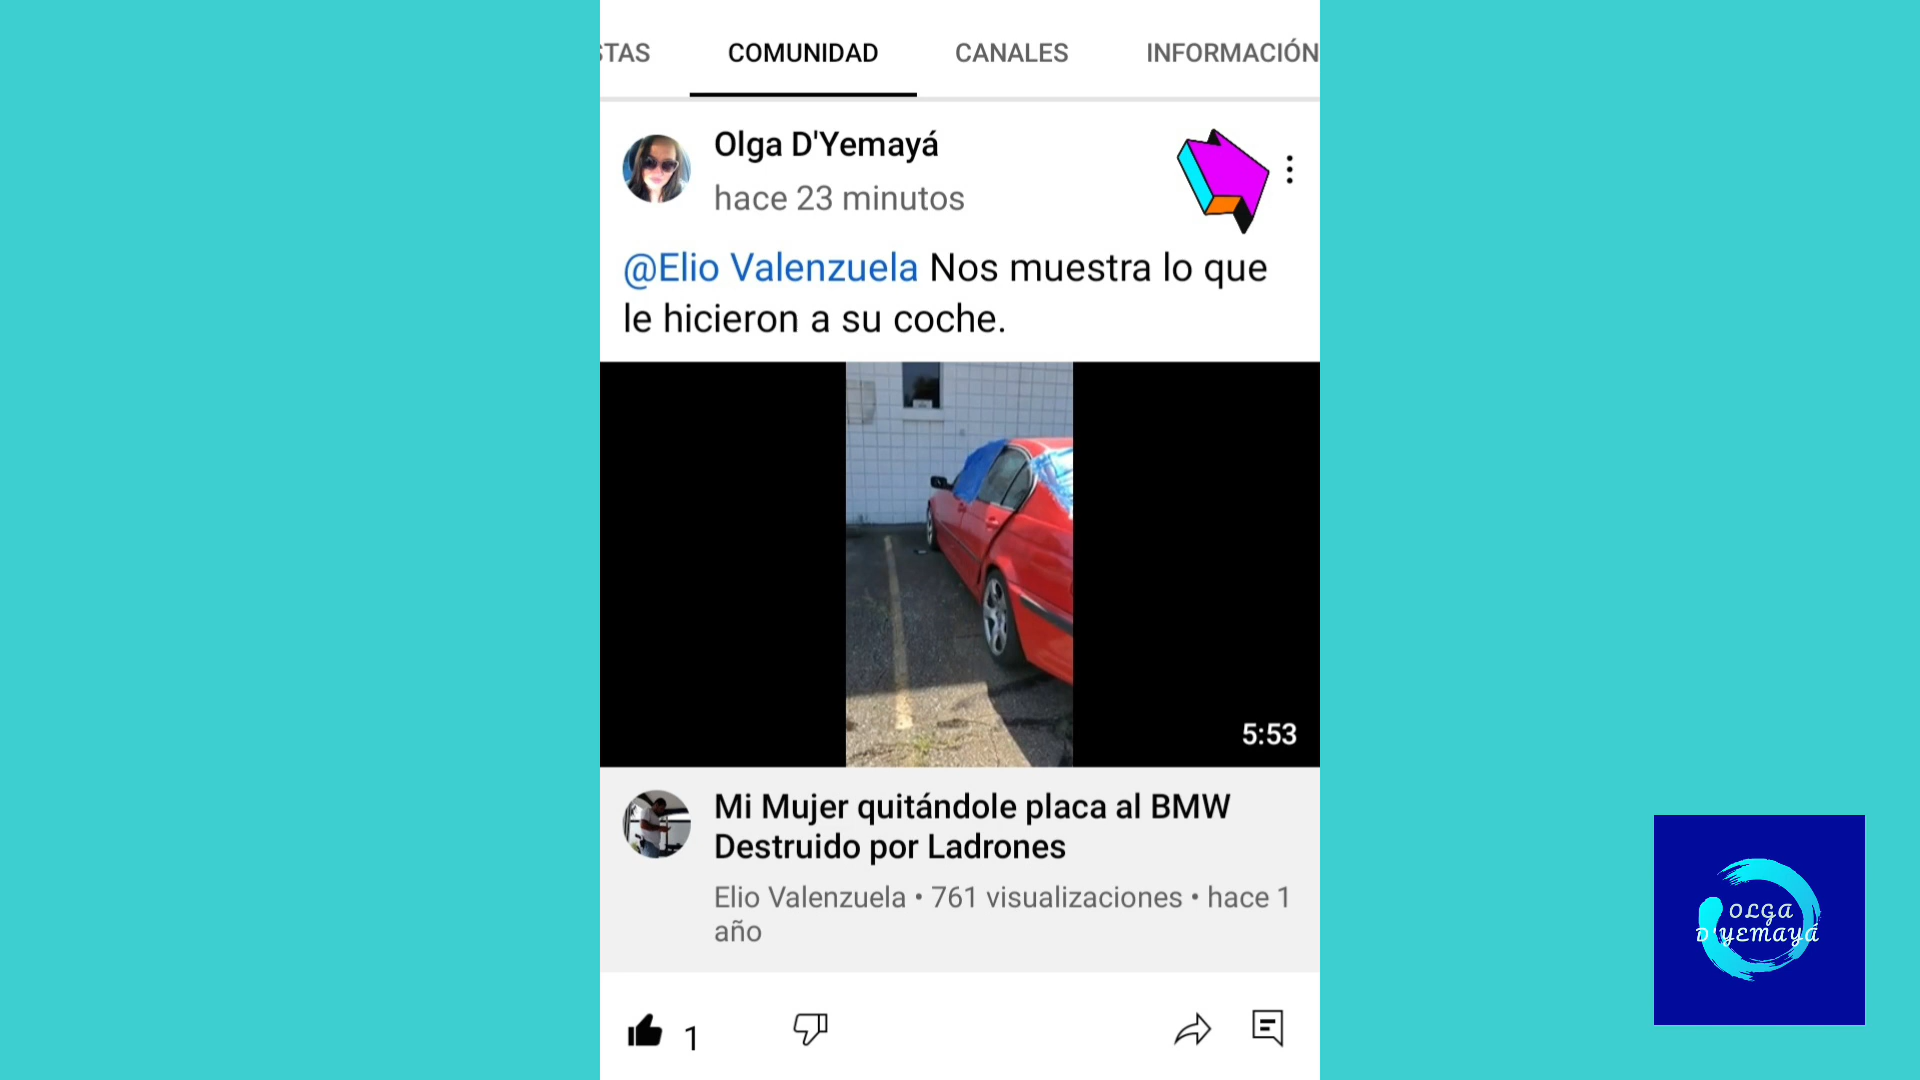 STAS COMUNIDAD CANALES INFORMACIÓN
Olga D'Yemayá
hace 23 minutos
@Elio Valenzuela Nos muestra lo que
le hicieron a su coche.
5:53
Mi Mujer quitándole placa al BMW
Destruido por Ladrones
Elio Valenzuela • 761 visualizaciones • hace 1
año
1
OLGA
D'YEMAYÁ